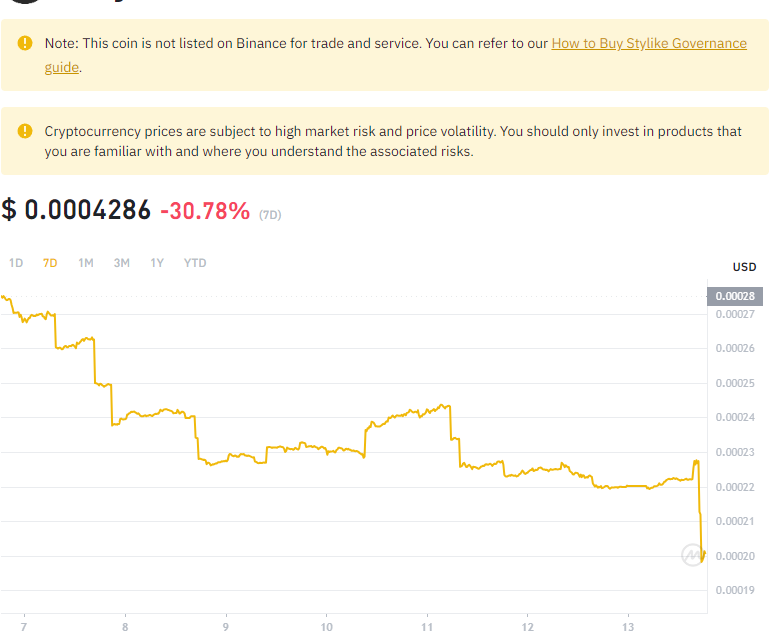 Note: This coin is not listed on Binance for trade and service. You can refer to our How to Buy Stylike Governance
guide.
Cryptocurrency prices are subject to high market risk and price volatility. You should only invest in products that
you are familiar with and where you understand the associated risks.
$ 0.0004286 -30.78% (7D)
1D 7D 1M 3M 1Y YTD
USD
0.00028
0.00027
0.00026
0.00025
0.00024
0.00023
0.00022
0.00021
0.00020
0.00019
7 8 9 10 11 12 13